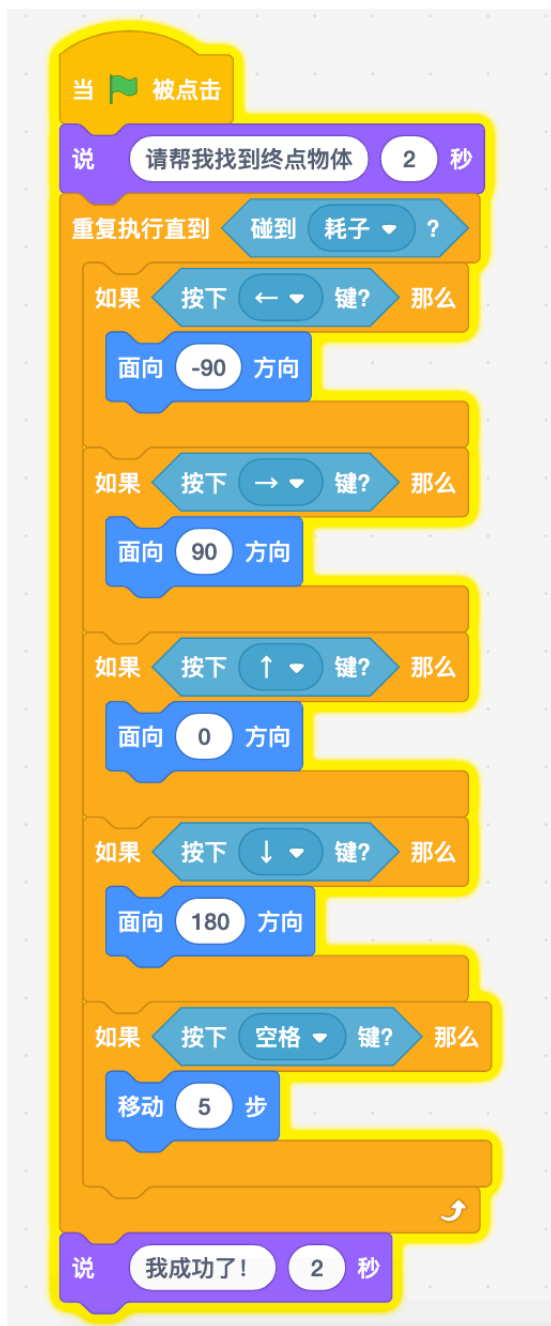 当 被点击
说 请帮我找到终点物体 2 秒
重复执行直到 碰到 耗子 ?
如果 按下 ← 键? 那么
面向 -90 方向
如果 按下 → 键? 那么
面向 90 方向
如果 按下 ↑ 键? 那么
面向 0 方向
如果 按下 ↓ 键? 那么
面向 180 方向
如果 按下 空格 键? 那么
移动 5 步
说 我成功了! 2 秒